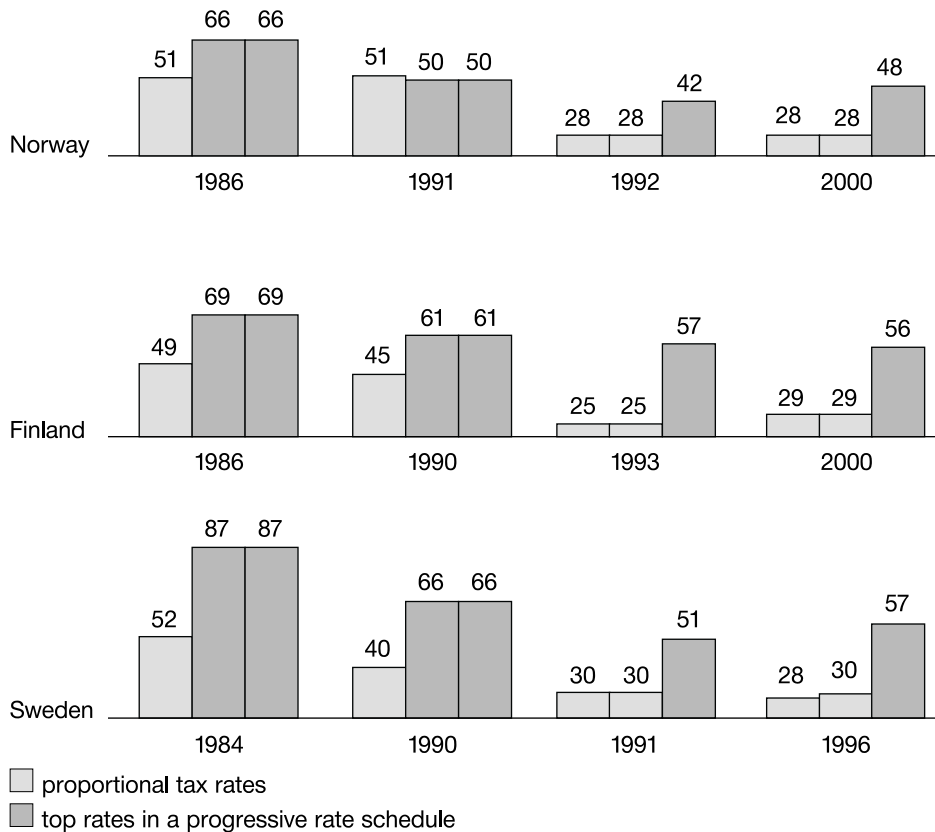 66 66 48
51 51 50 50 42
28 28 28 28
Norway
1986 1991 1992 2000
69 69 61 61 57 56
49 45
25 25 29 29
Finland
1986 1990 1993 2000
87 87
66 66 57
52 51
40 30 30 28 30
Sweden
1984 1990 1991 1996
proportional tax rates
top rates in a progressive rate schedule